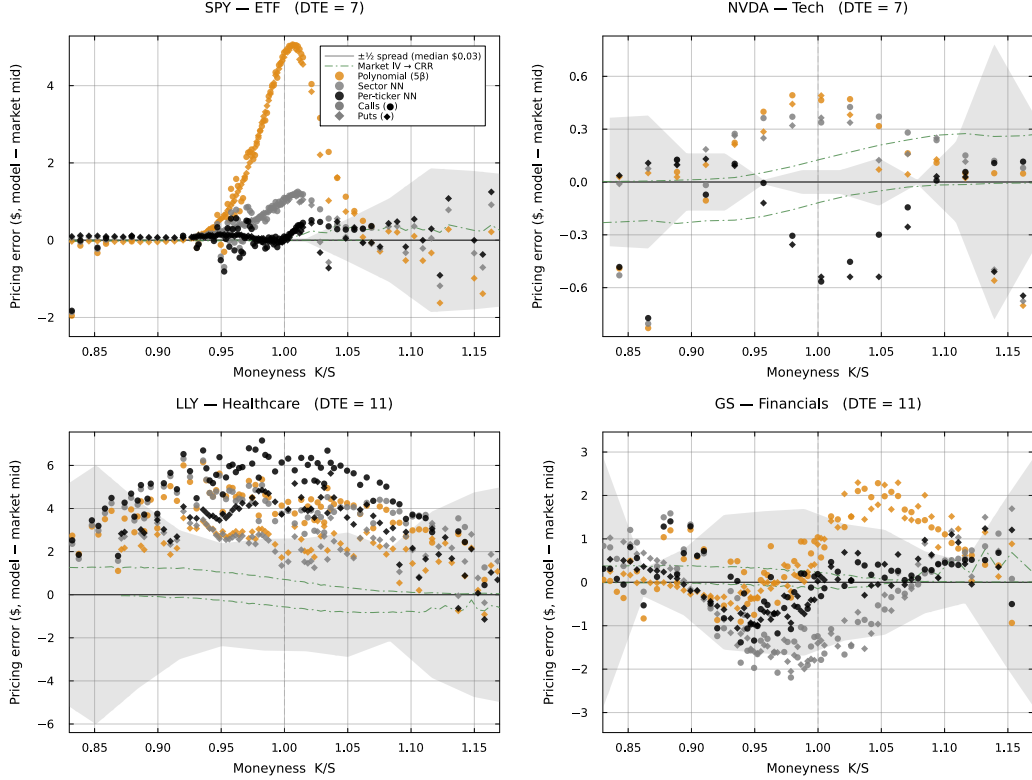 SPY — ETF (DTE = 7)
Pricing error ($, model − market mid)
4
2
0
−2
±½ spread (median $0.03)
Market IV → CRR
Polynomial (5β)
Sector NN
Per-ticker NN
Calls (●)
Puts (◆)
0.85 0.90 0.95 1.00 1.05 1.10 1.15
Moneyness K/S
NVDA — Tech (DTE = 7)
Pricing error ($, model − market mid)
0.6
0.3
0.0
−0.3
−0.6
0.85 0.90 0.95 1.00 1.05 1.10 1.15
Moneyness K/S
LLY — Healthcare (DTE = 11)
Pricing error ($, model − market mid)
6
4
2
0
−2
−4
−6
0.85 0.90 0.95 1.00 1.05 1.10 1.15
Moneyness K/S
GS — Financials (DTE = 11)
Pricing error ($, model − market mid)
3
2
1
0
−1
−2
−3
0.85 0.90 0.95 1.00 1.05 1.10 1.15
Moneyness K/S